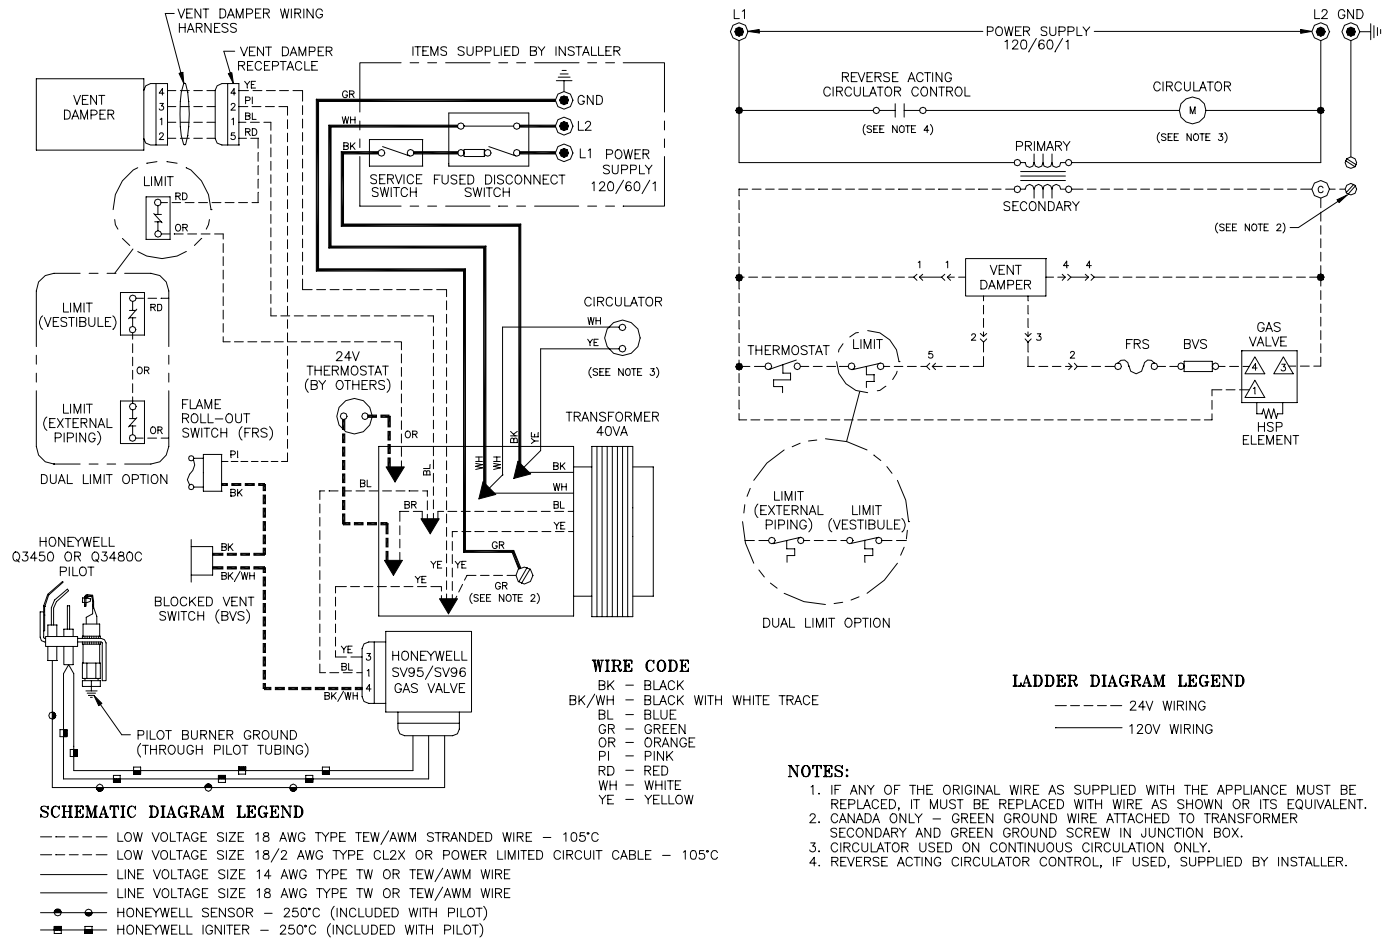 VENT DAMPER WIRING
HARNESS
VENT DAMPER
RECEPTACLE
VENT
DAMPER
4
3
1
2
4
2
1
5
YE
PI
BL
RD
LIMIT
RD
OR
LIMIT
(VESTIBULE)
RD
OR
LIMIT
(EXTERNAL
PIPING)
OR
DUAL LIMIT OPTION
ITEMS SUPPLIED BY INSTALLER
GR
WH
BK
GND
L2
L1
POWER
SUPPLY
120/60/1
SERVICE
SWITCH
FUSED DISCONNECT
SWITCH
CIRCULATOR
WH
YE
(SEE NOTE 3)
24V
THERMOSTAT
(BY OTHERS)
FLAME
ROLL-OUT
SWITCH (FRS)
PI
BK
TRANSFORMER
40VA
OR
BL
WH
WH
BK
YE
BK
WH
BL
YE
BL
BR
GR
YE
YE
YE
GR
(SEE NOTE 2)
HONEYWELL
Q3450 OR Q3480C
PILOT
BK
BK/WH
BLOCKED VENT
SWITCH (BVS)
YE
BL
BK/WH
3
1
4
HONEYWELL
SV95/SV96
GAS VALVE
PILOT BURNER GROUND
(THROUGH PILOT TUBING)
WIRE CODE
BK – BLACK
BK/WH – BLACK WITH WHITE TRACE
BL – BLUE
GR – GREEN
OR – ORANGE
PI – PINK
RD – RED
WH – WHITE
YE – YELLOW
SCHEMATIC DIAGRAM LEGEND
LOW VOLTAGE SIZE 18 AWG TYPE TEW/AWM STRANDED WIRE – 105°C
LOW VOLTAGE SIZE 18/2 AWG TYPE CL2X OR POWER LIMITED CIRCUIT CABLE – 105°C
LINE VOLTAGE SIZE 14 AWG TYPE TW OR TEW/AWM WIRE
LINE VOLTAGE SIZE 18 AWG TYPE TW OR TEW/AWM WIRE
HONEYWELL SENSOR – 250°C (INCLUDED WITH PILOT)
HONEYWELL IGNITER – 250°C (INCLUDED WITH PILOT)
L1
L2
GND
POWER SUPPLY
120/60/1
REVERSE ACTING
CIRCULATOR CONTROL
(SEE NOTE 4)
CIRCULATOR
M
(SEE NOTE 3)
PRIMARY
SECONDARY
C
(SEE NOTE 2)
1
1
VENT
DAMPER
4
4
2
3
THERMOSTAT
LIMIT
5
2
FRS
BVS
GAS
VALVE
4
3
1
HSP
ELEMENT
LIMIT
(EXTERNAL
PIPING)
LIMIT
(VESTIBULE)
DUAL LIMIT OPTION
LADDER DIAGRAM LEGEND
24V WIRING
120V WIRING
NOTES:
1. IF ANY OF THE ORIGINAL WIRE AS SUPPLIED WITH THE APPLIANCE MUST BE
REPLACED, IT MUST BE REPLACED WITH WIRE AS SHOWN OR ITS EQUIVALENT.
2. CANADA ONLY – GREEN GROUND WIRE ATTACHED TO TRANSFORMER
SECONDARY AND GREEN GROUND SCREW IN JUNCTION BOX.
3. CIRCULATOR USED ON CONTINUOUS CIRCULATION ONLY.
4. REVERSE ACTING CIRCULATOR CONTROL, IF USED, SUPPLIED BY INSTALLER.